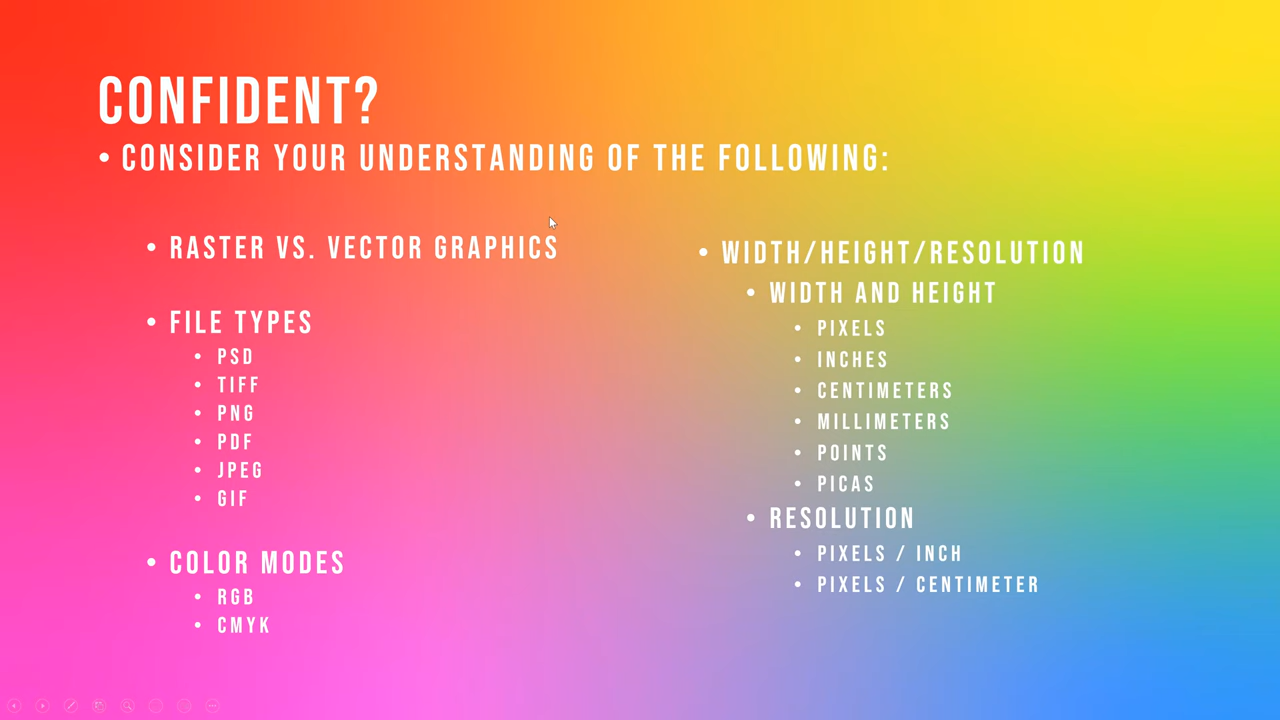 CONFIDENT?
• CONSIDER YOUR UNDERSTANDING OF THE FOLLOWING:
• RASTER VS. VECTOR GRAPHICS
• FILE TYPES
• PSD
• TIFF
• PNG
• PDF
• JPEG
• GIF
• COLOR MODES
• RGB
• CMYK
• WIDTH/HEIGHT/RESOLUTION
• WIDTH AND HEIGHT
• PIXELS
• INCHES
• CENTIMETERS
• MILLIMETERS
• POINTS
• PICAS
• RESOLUTION
• PIXELS / INCH
• PIXELS / CENTIMETER